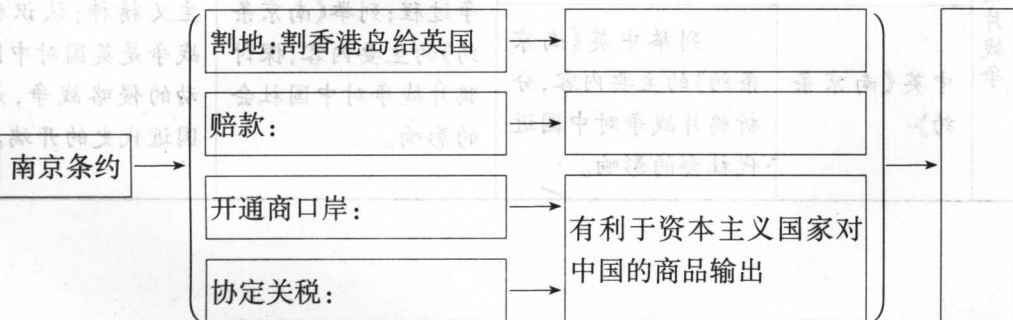 割地:割香港岛给英国
赔款:
南京条约
开通商口岸:
有利于资本主义国家对
中国的商品输出
协定关税: